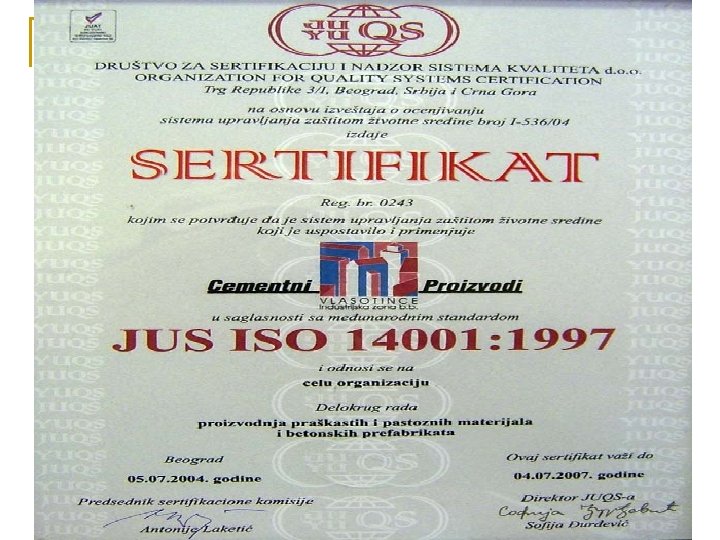 JUQS
YUQS
DRUŠTVO ZA SERTIFIKACIJU I NADZOR SISTEMA KVALITETA d.o.o.
ORGANIZATION FOR QUALITY SYSTEMS CERTIFICATION
Trg Republike 3/I, Beograd, Srbija i Crna Gora
na osnovu izveštaja o ocenjivanju
sistema upravljanja zaštitom životne sredine broj I-536/04
izdaje
SERTIFIKAT
Reg. br. 0243
kojim se potvrđuje da je sistem upravljanja zaštitom životne sredine
koji je uspostavilo i primenjuje
Cementni Proizvodi
VLASOTINCE
Industrijska zona b.b.
u saglasnosti sa međunarodnim standardom
JUS ISO 14001:1997
i odnosi se na
celu organizaciju
Delokrug rada
proizvodnja praškastih i pastoznih materijala
i betonskih prefabrikata
Beograd
05.07.2004. godine
Ovaj sertifikat važi do
04.07.2007. godine
Predsednik sertifikacione komisije
Antonije Laketić
Direktor JUQS-a
Sofija Đurđević